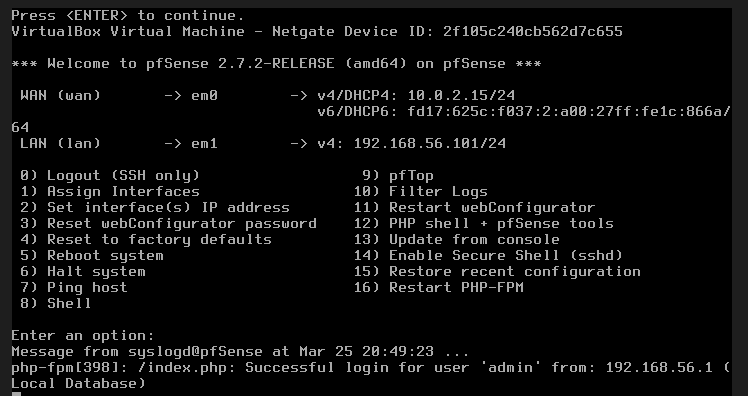 Press <ENTER> to continue.
VirtualBox Virtual Machine - Netgate Device ID: 2f105c240cb562d7c655

*** Welcome to pfSense 2.7.2-RELEASE (amd64) on pfSense ***

 WAN (wan)       -> em0        -> v4/DHCP4: 10.0.2.15/24
                                  v6/DHCP6: fd17:625c:f037:2:a00:27ff:fe1c:866a/
64
 LAN (lan)       -> em1        -> v4: 192.168.56.101/24

 0) Logout (SSH only)                  9) pfTop
 1) Assign Interfaces                 10) Filter Logs
 2) Set interface(s) IP address       11) Restart webConfigurator
 3) Reset webConfigurator password    12) PHP shell + pfSense tools
 4) Reset to factory defaults         13) Update from console
 5) Reboot system                     14) Enable Secure Shell (sshd)
 6) Halt system                       15) Restore recent configuration
 7) Ping host                         16) Restart PHP-FPM
 8) Shell

Enter an option:
Message from syslogd@pfSense at Mar 25 20:49:23 ...
php-fpm[398]: /index.php: Successful login for user 'admin' from: 192.168.56.1 (
Local Database)